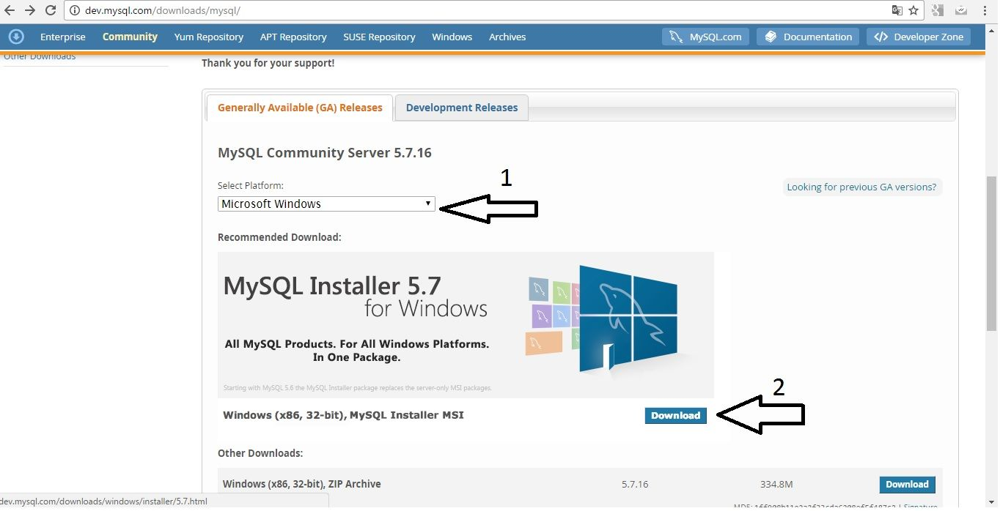 dev.mysql.com/downloads/mysql/
Enterprise Community Yum Repository APT Repository SUSE Repository Windows Archives MySQL.com Documentation Developer Zone
Other Downloads
Thank you for your support!
Generally Available (GA) Releases Development Releases
MySQL Community Server 5.7.16
1
Select Platform:
Looking for previous GA versions?
Microsoft Windows
Recommended Download:
MySQL Installer 5.7
for Windows
All MySQL Products. For All Windows Platforms.
In One Package.
Starting with MySQL 5.6 the MySQL Installer package replaces the server-only MSI packages.
2
Windows (x86, 32-bit), MySQL Installer MSI Download
Other Downloads:
Windows (x86, 32-bit), ZIP Archive 5.7.16 334.8M Download
dev.mysql.com/downloads/windows/installer/5.7.html
MD5: | Signature